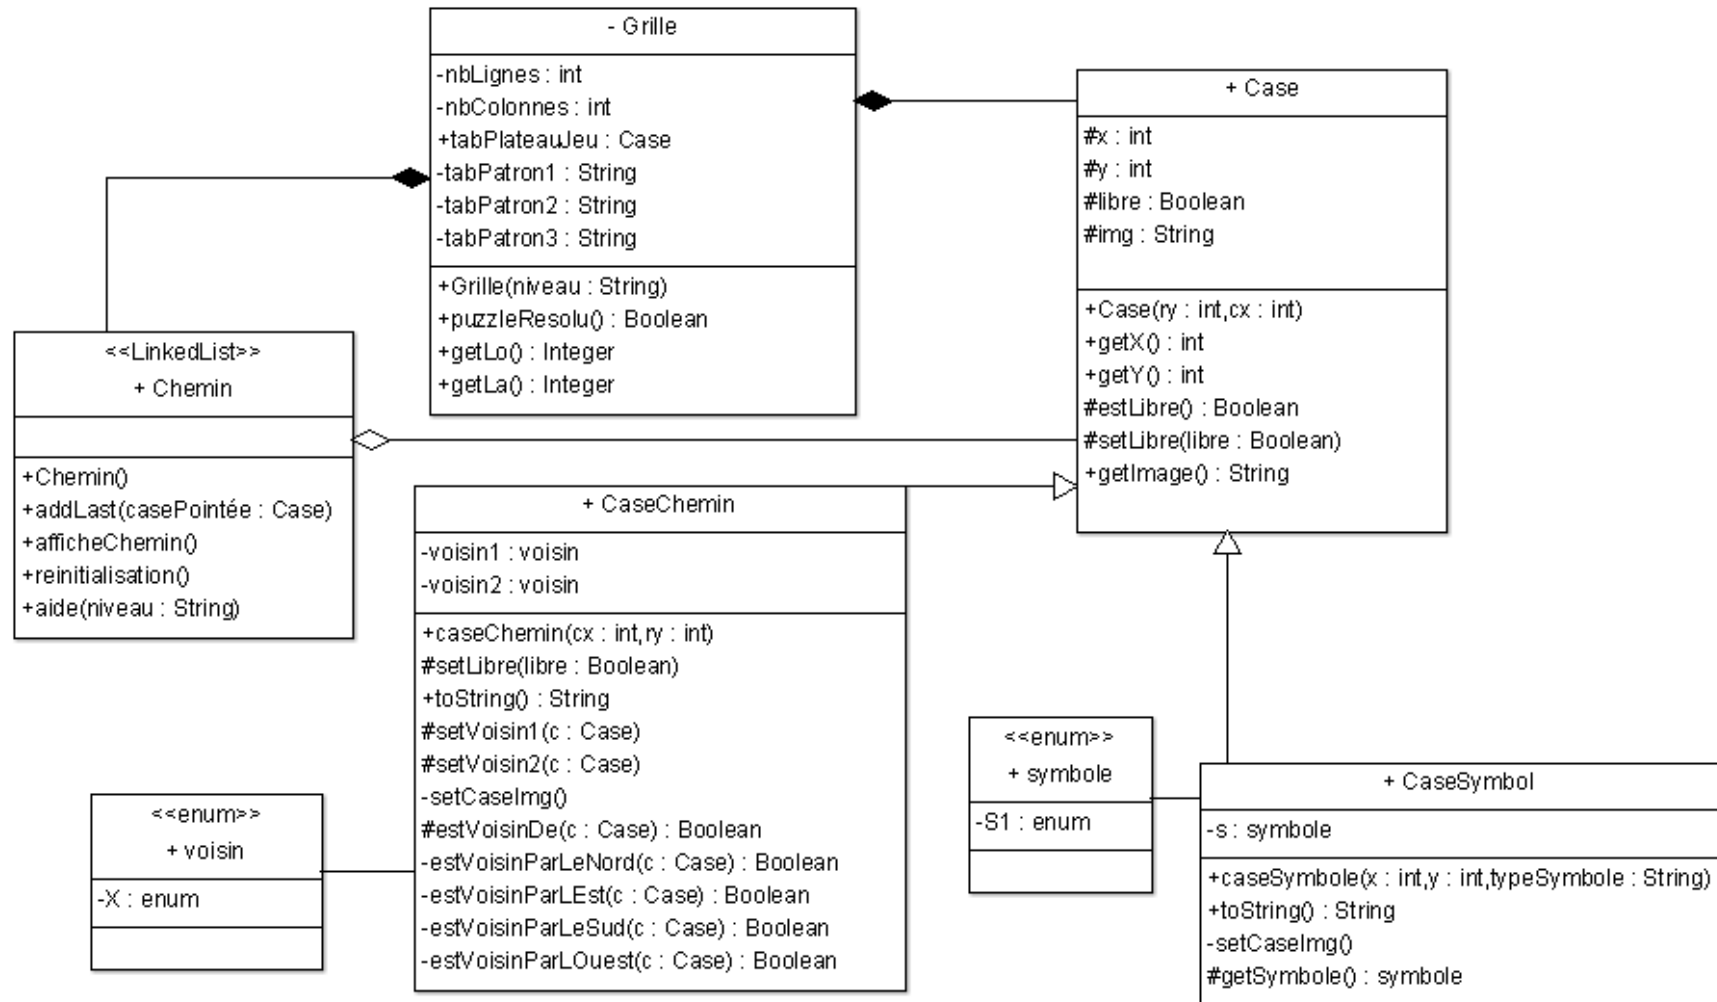 - Grille
-nbLignes : int
-nbColonnes : int
+tabPlateauJeu : Case
-tabPatron1 : String
-tabPatron2 : String
-tabPatron3 : String
+Grille(niveau : String)
+puzzleResolu() : Boolean
+getLo() : Integer
+getLa() : Integer
+ Case
#x : int
#y : int
#libre : Boolean
#img : String
+Case(ry : int,cx : int)
+getX() : int
+getY() : int
#estLibre() : Boolean
#setLibre(libre : Boolean)
+getImage() : String
<<LinkedList>>
+ Chemin
+Chemin()
+addLast(casePointée : Case)
+afficheChemin()
+reinitialisation()
+aide(niveau : String)
+ CaseChemin
-voisin1 : voisin
-voisin2 : voisin
+caseChemin(cx : int,ry : int)
#setLibre(libre : Boolean)
+toString() : String
#setVoisin1(c : Case)
#setVoisin2(c : Case)
-setCaseImg()
#estVoisinDe(c : Case) : Boolean
-estVoisinParLeNord(c : Case) : Boolean
-estVoisinParLEst(c : Case) : Boolean
-estVoisinParLeSud(c : Case) : Boolean
-estVoisinParLOuest(c : Case) : Boolean
<<enum>>
+ voisin
-X : enum
<<enum>>
+ symbole
-S1 : enum
+ CaseSymbol
-s : symbole
+caseSymbole(x : int,y : int,typeSymbole : String)
+toString() : String
-setCaseImg()
#getSymbole() : symbole